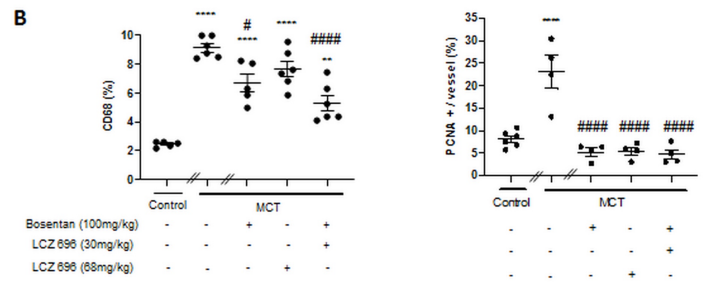 B
CD68 (%)
10
8
6
4
2
0
****
#
****
****
####
**
Control
MCT
Bosentan (100mg/kg) - - + - +
LCZ 696 (30mg/kg) - - - - +
LCZ 696 (68mg/kg) - - - + -
PCNA +/vessel (%)
35
30
25
20
15
10
5
0
****
####
####
####
Control
MCT
- - + - +
- - - - +
- - - + -